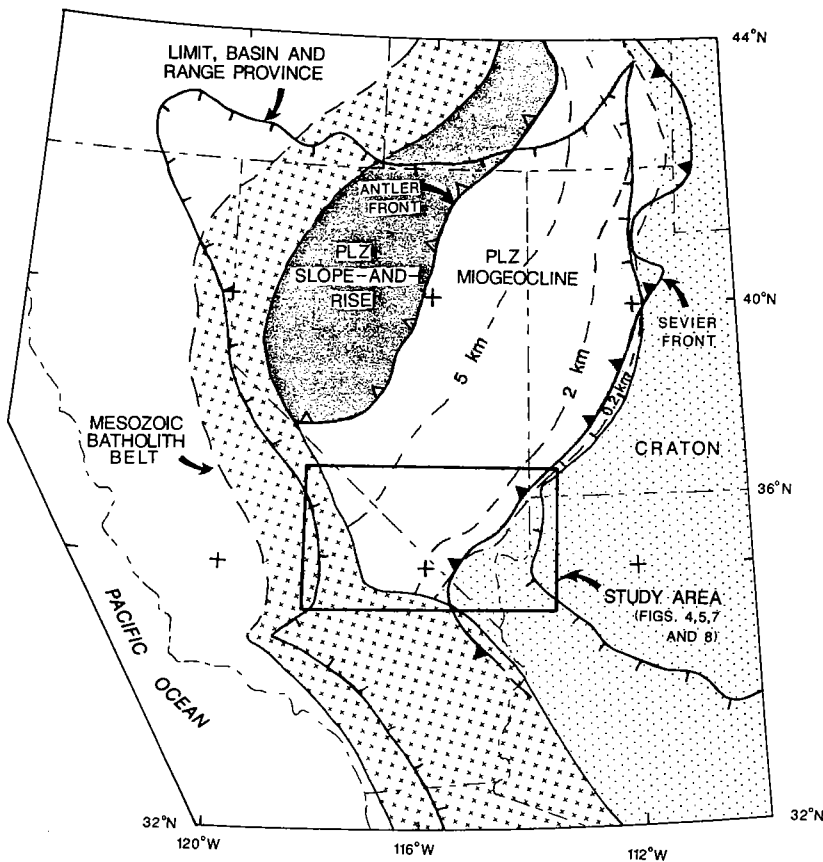 44°N
LIMIT, BASIN AND
RANGE PROVINCE
ANTLER
FRONT
PLZ
SLOPE-AND-
RISE
PLZ
MIOGEOCLINE
40°N
SEVIER
FRONT
5 km
2 km
0.2 km
MESOZOIC
BATHOLITH
BELT
CRATON
36°N
STUDY AREA
(FIGS. 4,5,7
AND 8)
PACIFIC OCEAN
32°N
32°N
120°W
116°W
112°W